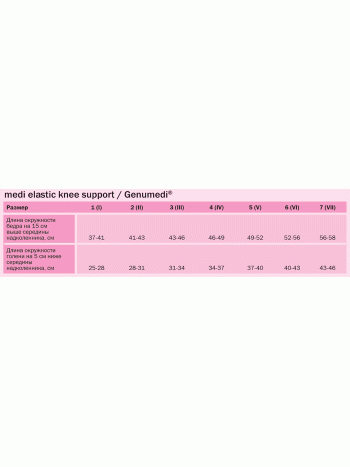 medi elastic knee support / Genumedi®
Размер 1 (I) 2 (II) 3 (III) 4 (IV) 5 (V) 6 (VI) 7 (VII)
Длина окружности
бедра на 15 см
выше середины
надколенника, см 37-41 41-43 43-46 46-49 49-52 52-56 56-58
Длина окружности
голени на 5 см ниже
середины
надколенника, см 25-28 28-31 31-34 34-37 37-40 40-43 43-46